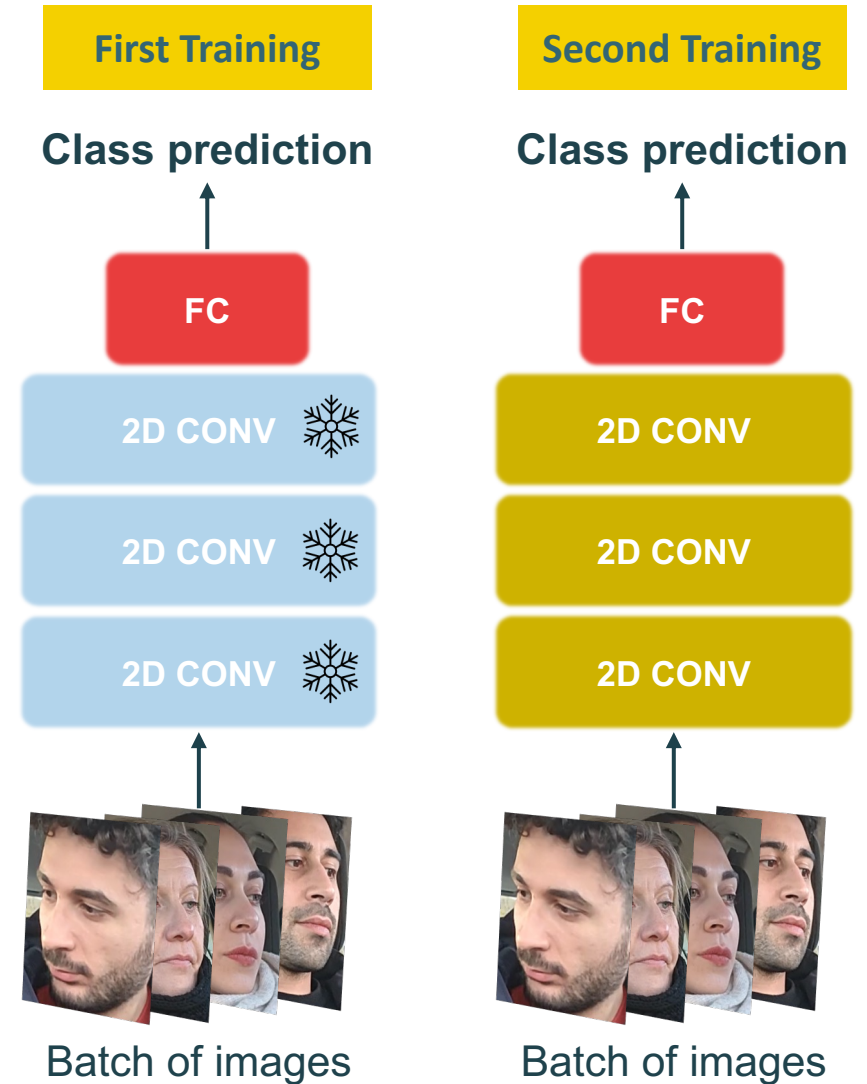 First Training
Class prediction
FC
2D CONV
2D CONV
2D CONV
Batch of images
Second Training
Class prediction
FC
2D CONV
2D CONV
2D CONV
Batch of images